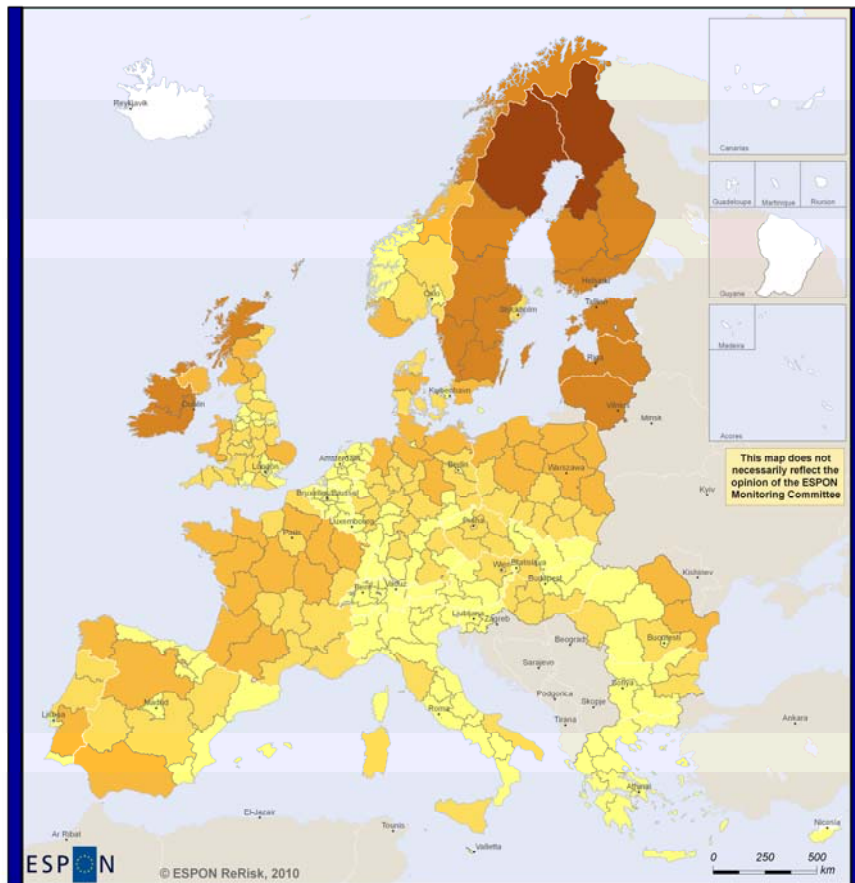 Reykjavik
Canarias
Guadeloupe
Martinique
Réunion
Guyane
Madeira
Acores
This map does not
necessarily reflect the
opinion of the ESPON
Monitoring Committee
Oslo
Helsinki
Tallinn
Stockholm
Riga
Dublin
København
Vilnius
Minsk
London
Amsterdam
Berlin
Warszawa
Kyiv
Luxembourg
Praha
Paris
Wien
Bratislava
Kishinev
Budapest
Bern
Vaduz
Ljubljana
Zagreb
Beograd
Bucuresti
Sarajevo
Sofiya
Podgorica
Skopje
Tirana
Roma
Madrid
Lisboa
Ankara
Athinai
El-Jazair
Tounis
Ar Ribat
Valletta
Nicosia
ESPON
© ESPON ReRisk, 2010
0 250 500
km